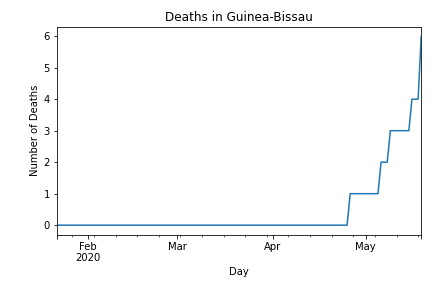 Deaths in Guinea-Bissau
6
5
4
3
2
1
0
Number of Deaths
Feb
2020
Mar
Apr
May
Day